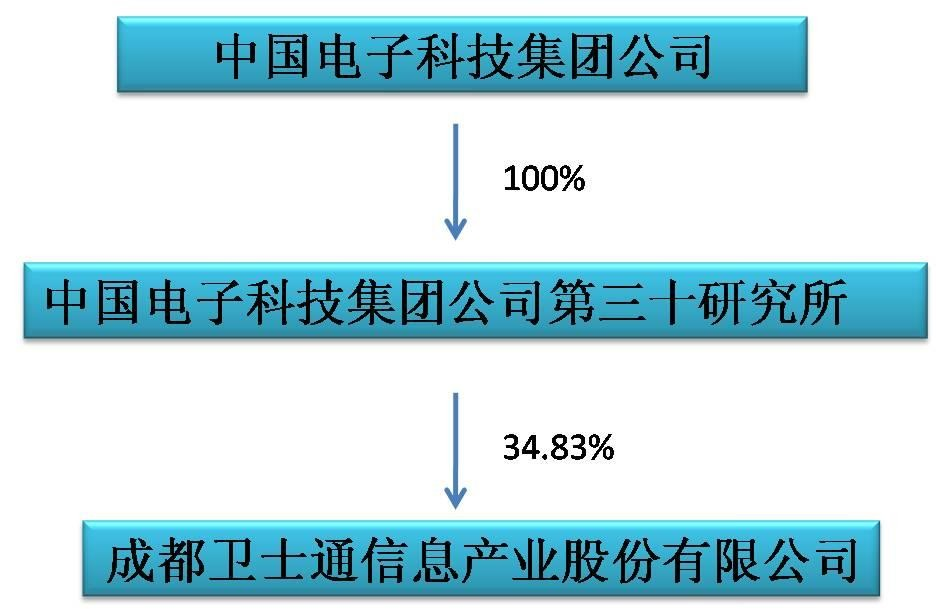 中国电子科技集团公司
100%
中国电子科技集团公司第三十研究所
34.83%
成都卫士通信息产业股份有限公司